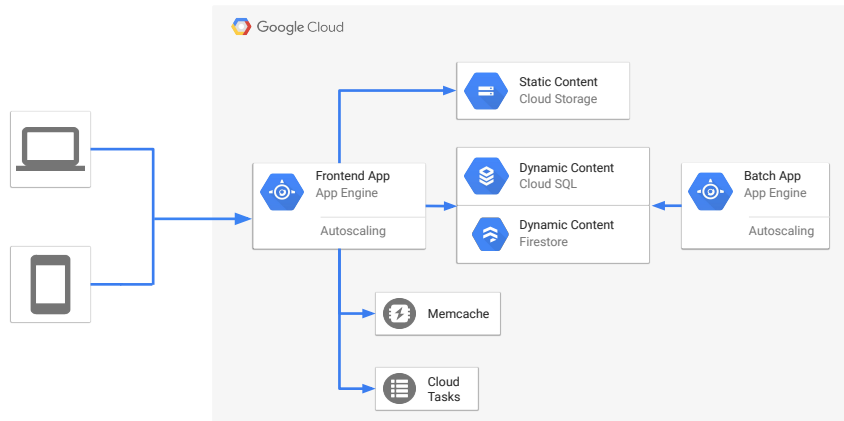 Google Cloud
Static Content
Cloud Storage
Frontend App
App Engine
Autoscaling
Dynamic Content
Cloud SQL
Dynamic Content
Firestore
Batch App
App Engine
Autoscaling
Memcache
Cloud
Tasks